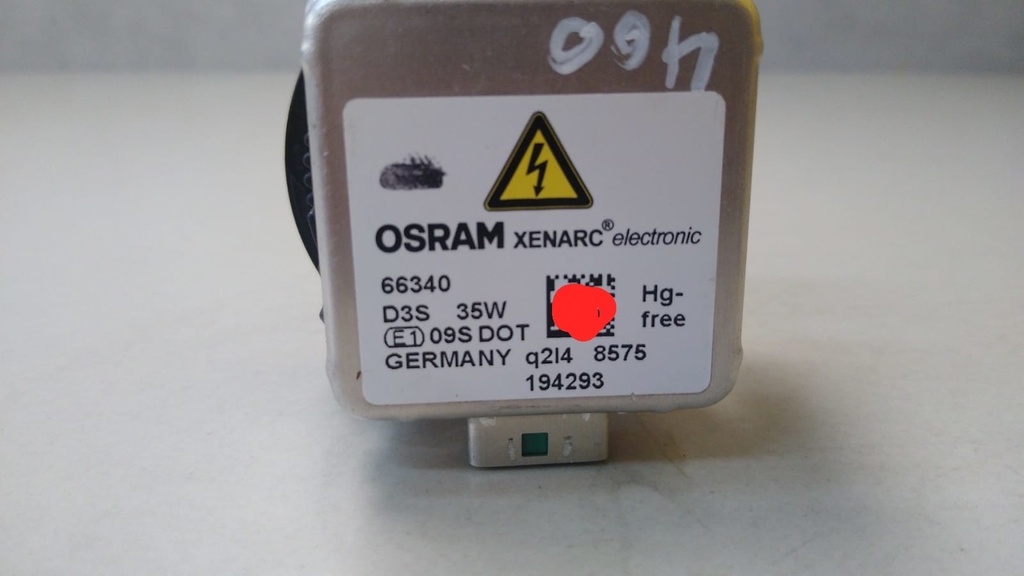 460
OSRAM XENARC® electronic
66340
D3S 35W
E1 09S DOT
Hg-
free
GERMANY q2l4 8575
194293